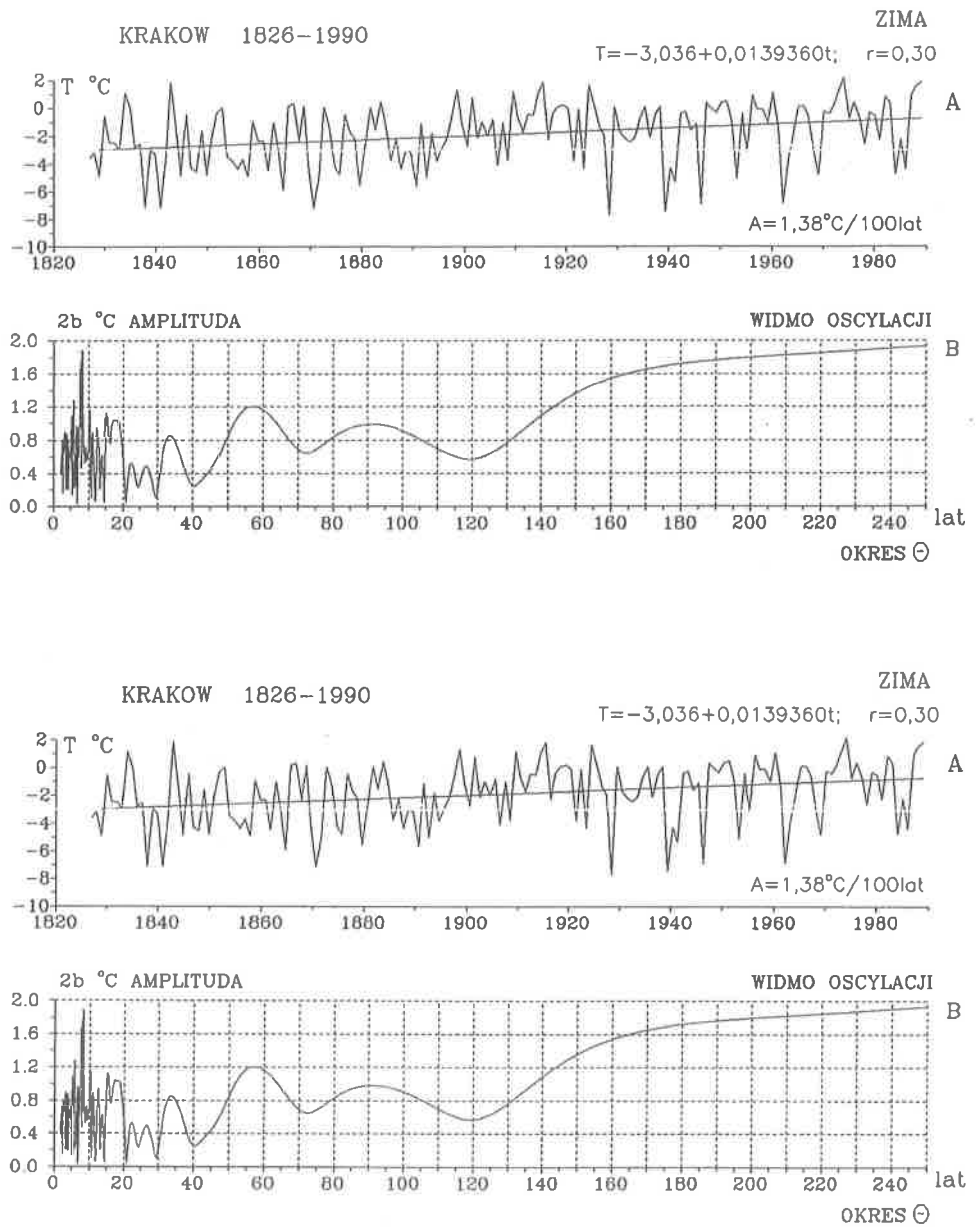 ZIMA
KRAKOW 1826-1990
T=-3,036+0,0139360t; r=0,30
T °C
A
2
0
-2
-4
-6
-8
-10
A=1,38°C/100lat
1820 1840 1860 1880 1900 1920 1940 1960 1980
2b °C AMPLITUDA
WIDMO OSCYLACJI
B
2.0
1.6
1.2
0.8
0.4
0.0
0 20 40 60 80 100 120 140 160 180 200 220 240 lat
OKRES Θ
ZIMA
KRAKOW 1826-1990
T=-3,036+0,0139360t; r=0,30
T °C
A
2
0
-2
-4
-6
-8
-10
A=1,38°C/100lat
1820 1840 1860 1880 1900 1920 1940 1960 1980
2b °C AMPLITUDA
WIDMO OSCYLACJI
B
2.0
1.6
1.2
0.8
0.4
0.0
0 20 40 60 80 100 120 140 160 180 200 220 240 lat
OKRES Θ